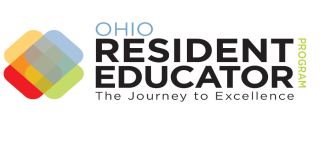 OHIO
RESIDENT
EDUCATOR
PROGRAM
The Journey to Excellence